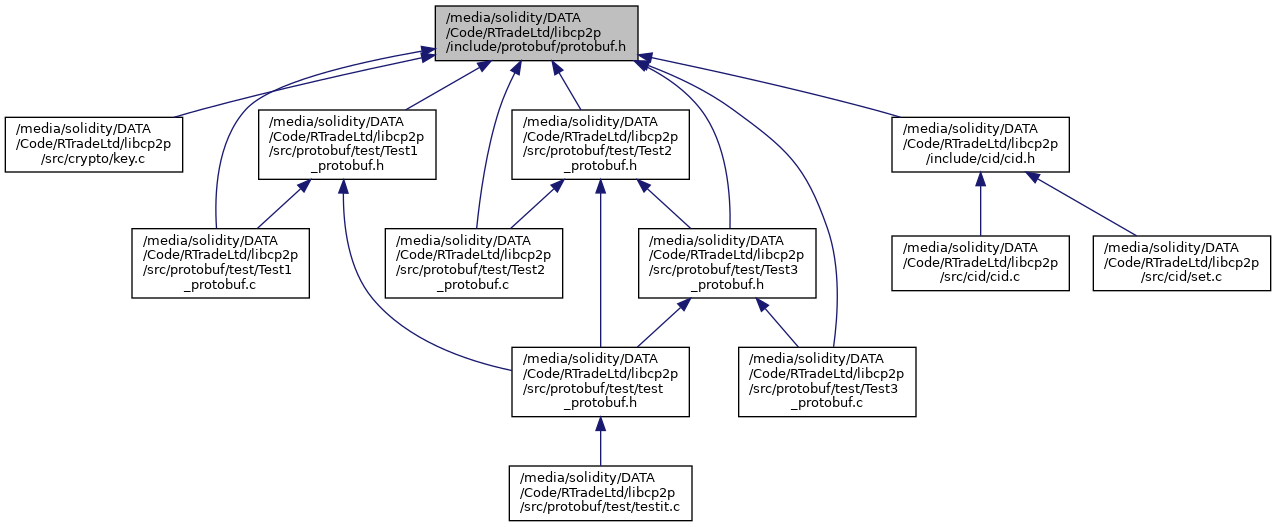 /media/solidity/DATA
/Code/RTradeLtd/libcp2p
/include/protobuf/protobuf.h
/media/solidity/DATA
/Code/RTradeLtd/libcp2p
/src/crypto/key.c
/media/solidity/DATA
/Code/RTradeLtd/libcp2p
/src/protobuf/test/Test1
_protobuf.h
/media/solidity/DATA
/Code/RTradeLtd/libcp2p
/src/protobuf/test/Test2
_protobuf.h
/media/solidity/DATA
/Code/RTradeLtd/libcp2p
/include/cid/cid.h
/media/solidity/DATA
/Code/RTradeLtd/libcp2p
/src/protobuf/test/Test1
_protobuf.c
/media/solidity/DATA
/Code/RTradeLtd/libcp2p
/src/protobuf/test/Test2
_protobuf.c
/media/solidity/DATA
/Code/RTradeLtd/libcp2p
/src/protobuf/test/Test3
_protobuf.h
/media/solidity/DATA
/Code/RTradeLtd/libcp2p
/src/cid/cid.c
/media/solidity/DATA
/Code/RTradeLtd/libcp2p
/src/cid/set.c
/media/solidity/DATA
/Code/RTradeLtd/libcp2p
/src/protobuf/test/test
_protobuf.h
/media/solidity/DATA
/Code/RTradeLtd/libcp2p
/src/protobuf/test/Test3
_protobuf.c
/media/solidity/DATA
/Code/RTradeLtd/libcp2p
/src/protobuf/test/testit.c